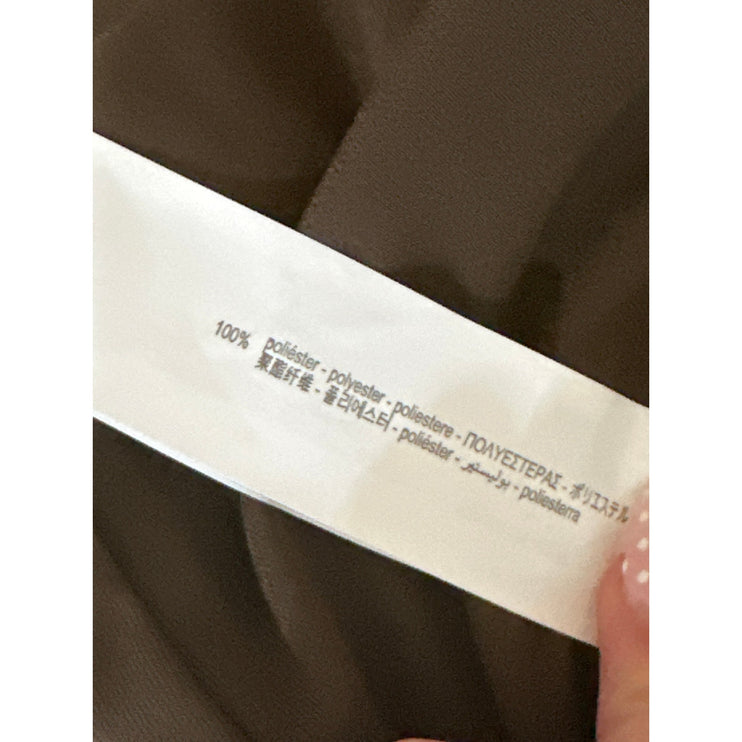 100% poliéster - polyester - poliestere - ΠΟΛΥΕΣΤΕΡΑΣ - ポリエステル
聚酯纤维 - 폴리에스터 - poliéster - بوليستير - poliesterra